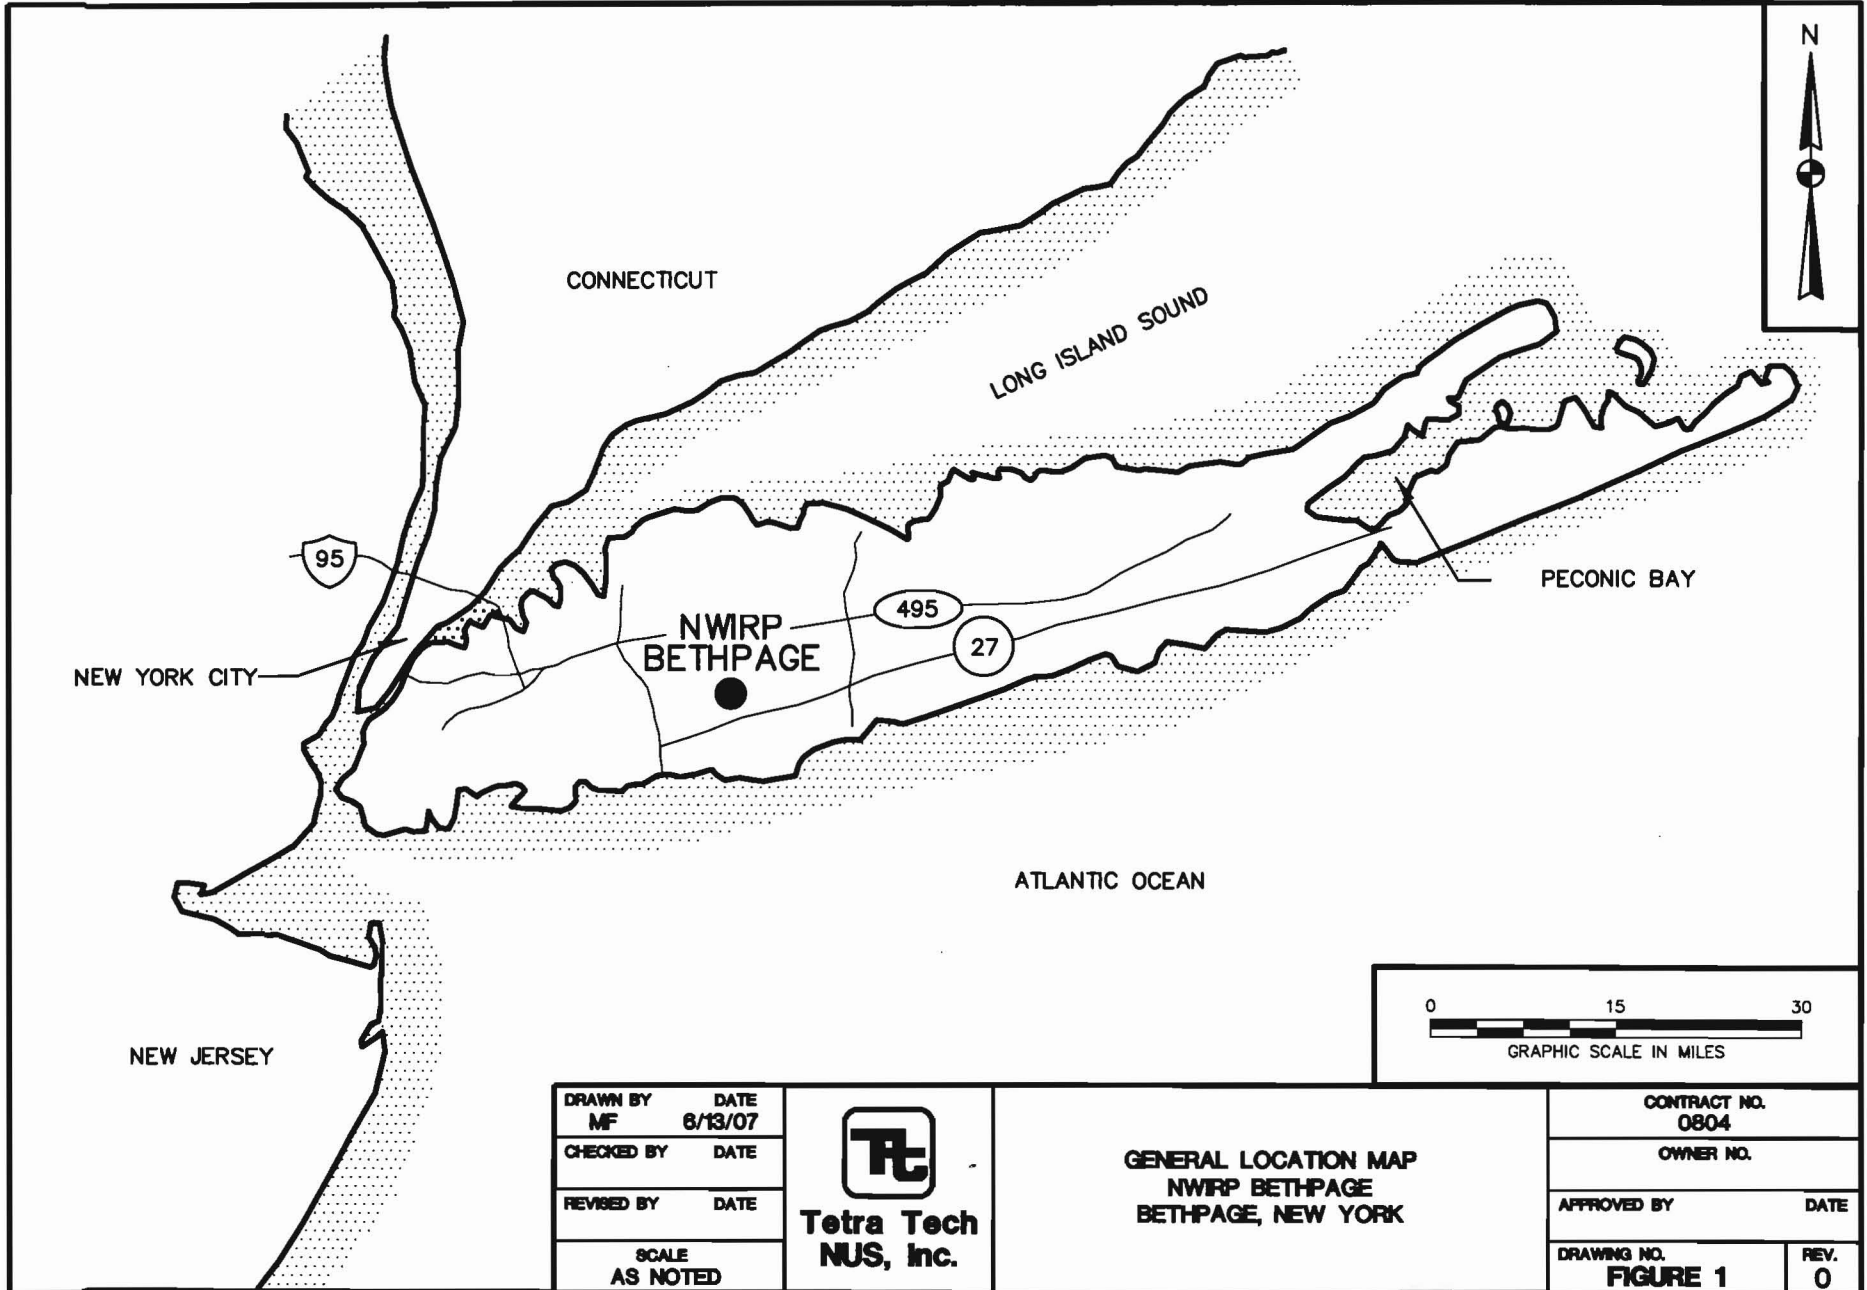 N
CONNECTICUT
LONG ISLAND SOUND
95
NWIRP
BETHPAGE
495
27
PECONIC BAY
NEW YORK CITY
ATLANTIC OCEAN
NEW JERSEY
0 15 30
GRAPHIC SCALE IN MILES
DRAWN BY DATE
MF 6/13/07
CHECKED BY DATE
REVISED BY DATE
SCALE
AS NOTED
Tt
Tetra Tech
NUS, Inc.
GENERAL LOCATION MAP
NWIRP BETHPAGE
BETHPAGE, NEW YORK
CONTRACT NO.
0804
OWNER NO.
APPROVED BY DATE
DRAWING NO.
FIGURE 1
REV.
0